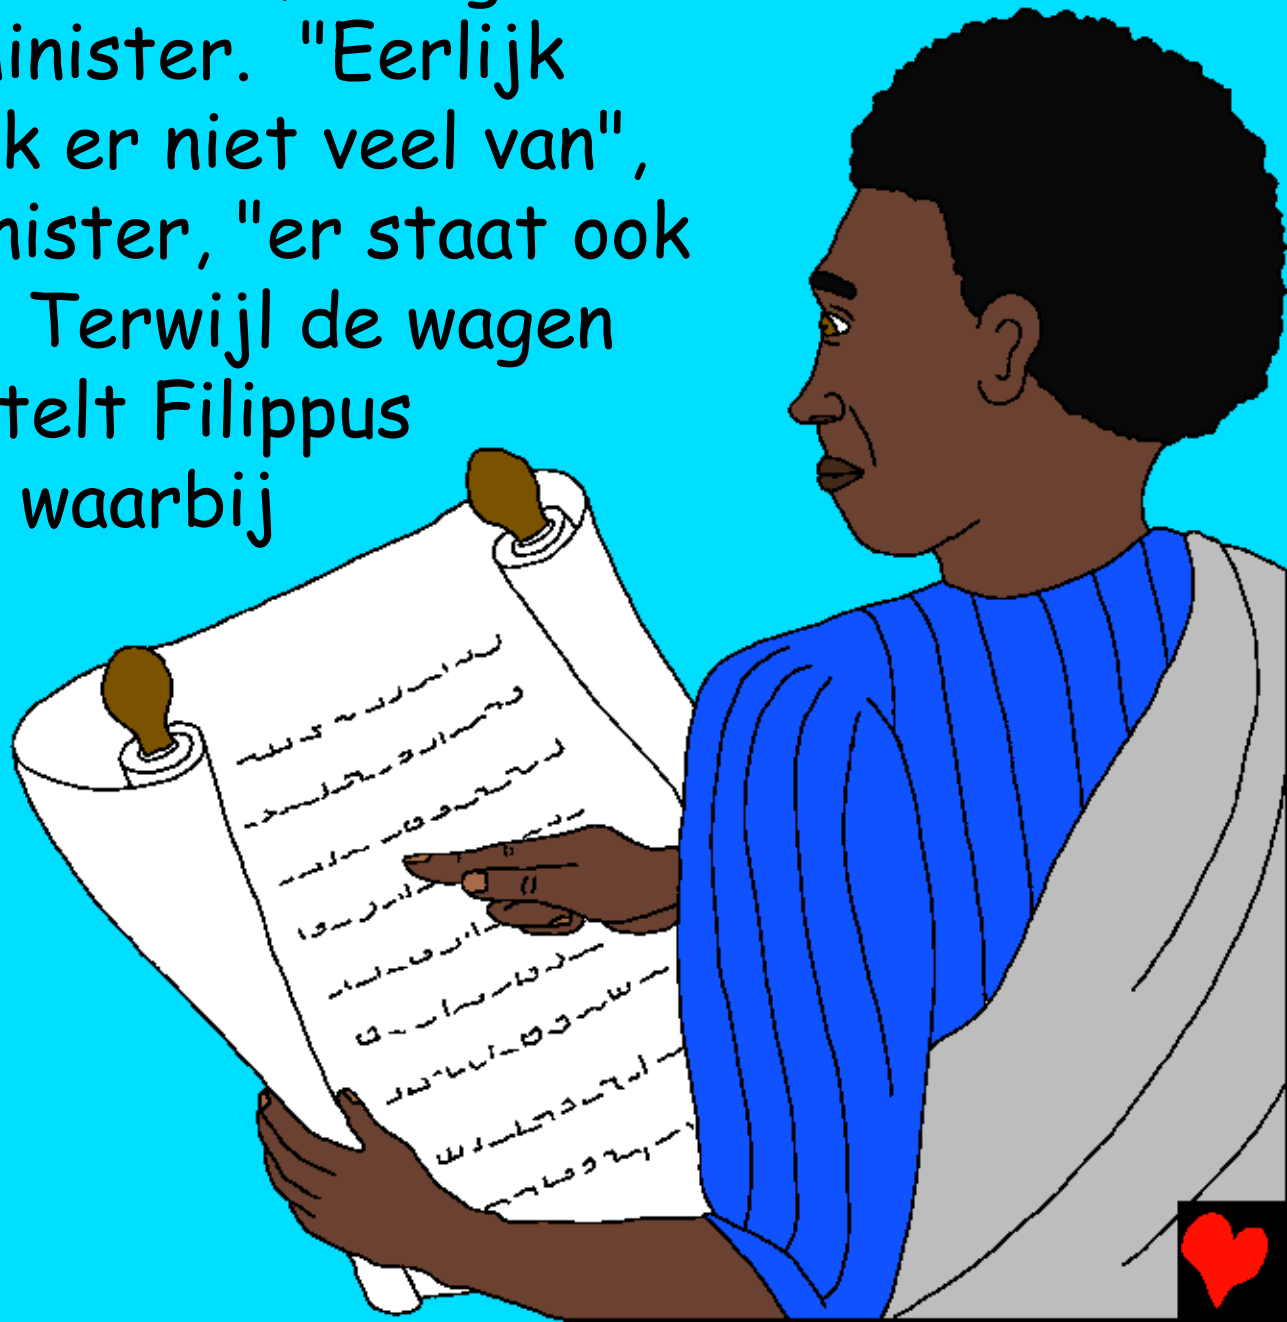 inister. "Eerlijk
k er niet veel van",
nister, "er staat ook
Terwijl de wagen
telt Filippus
waarbij